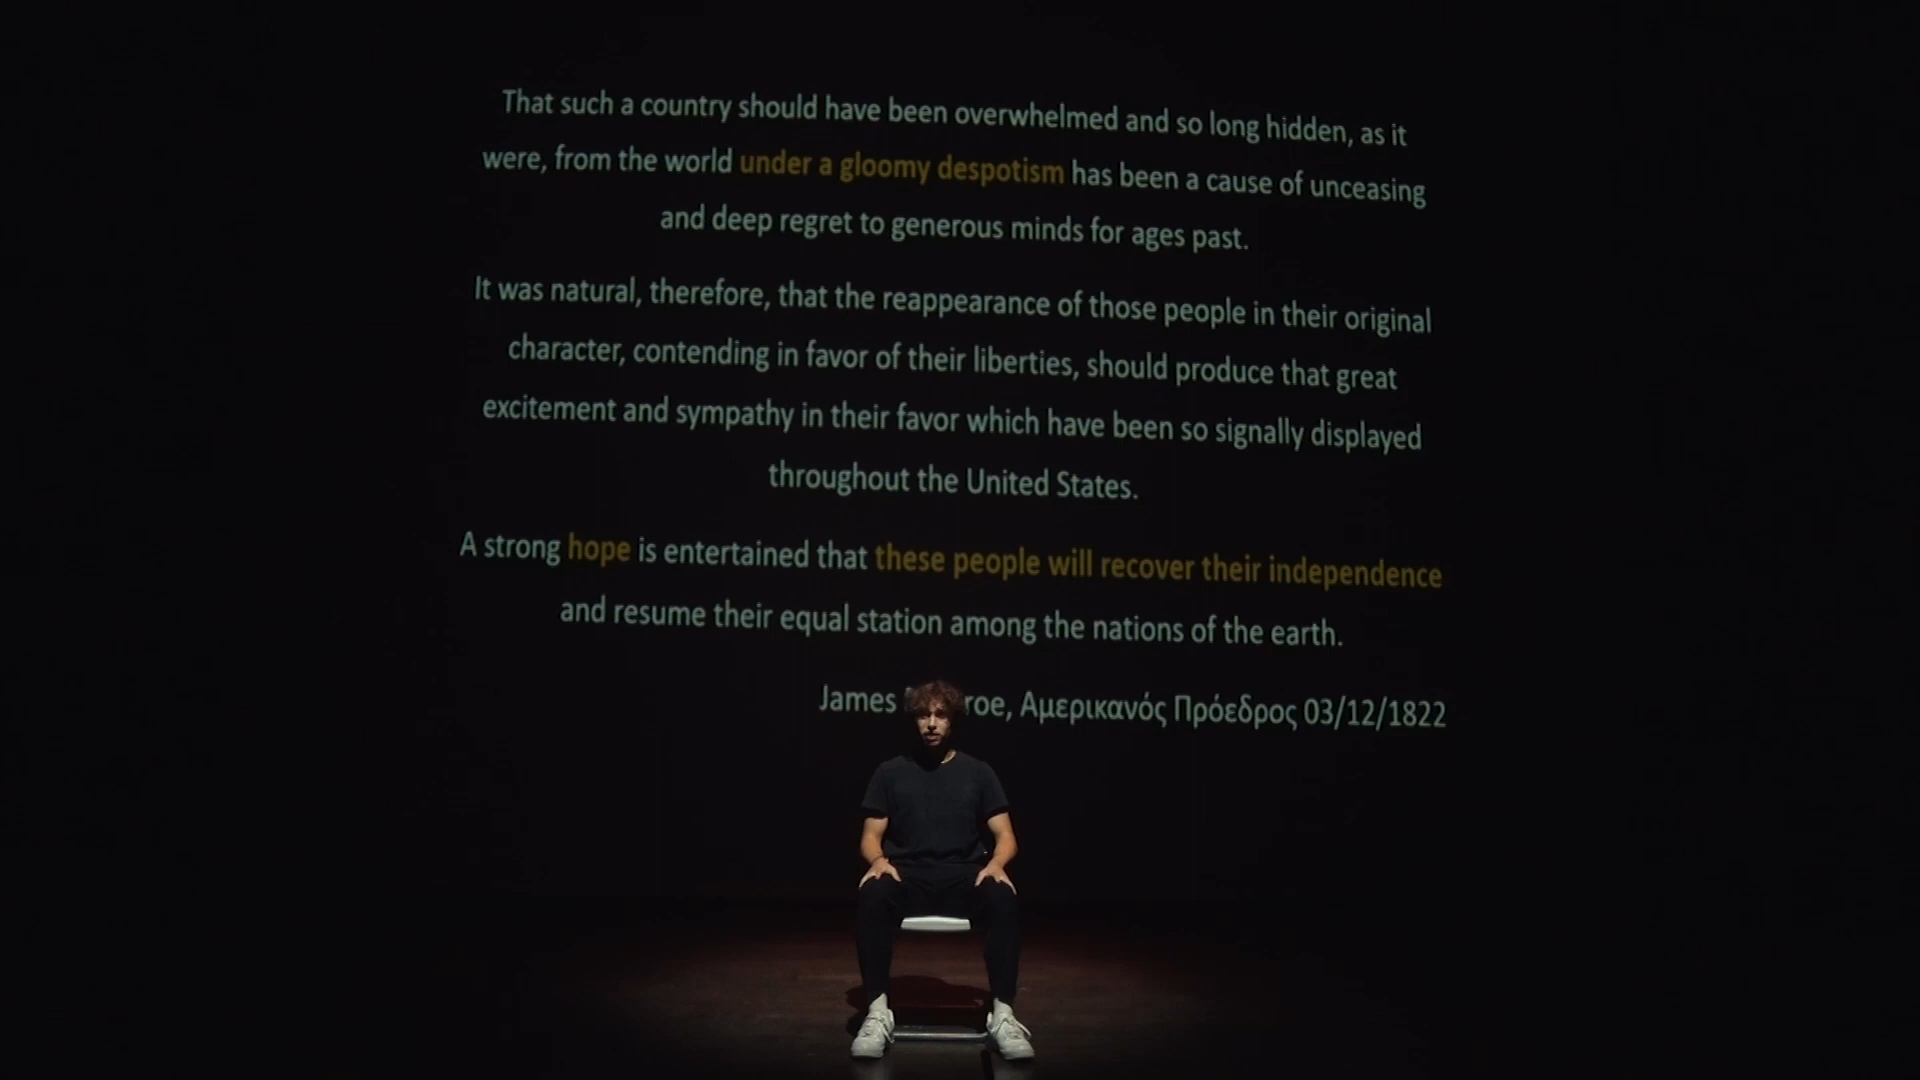 That such a country should have been overwhelmed and so long hidden, as it
were, from the world under a gloomy despotism has been a cause of unceasing
and deep regret to generous minds for ages past.
It was natural, therefore, that the reappearance of those people in their original
character, contending in favor of their liberties, should produce that great
excitement and sympathy in their favor which have been so signally displayed
throughout the United States.
A strong hope is entertained that these people will recover their independence
and resume their equal station among the nations of the earth.
James roe, Αμερικανός Πρόεδρος 03/12/1822